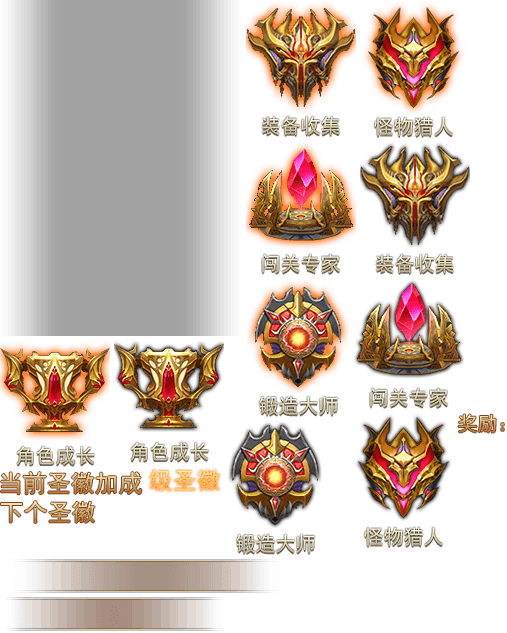 装备收集
怪物猎人
闯关专家
装备收集
锻造大师
闯关专家
奖励：
角色成长
角色成长
当前圣徽加成
级圣徽
下个圣徽
锻造大师
怪物猎人